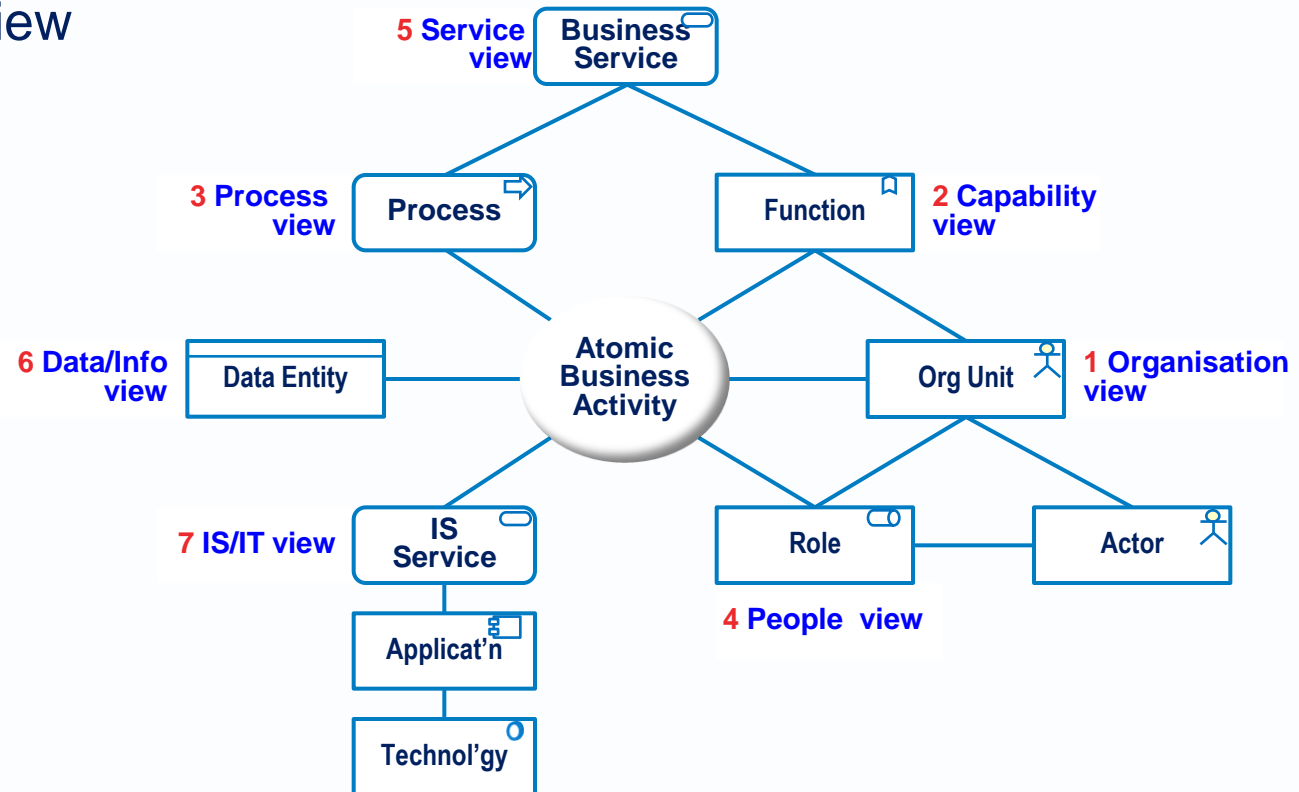 iew
5 Service
view
Business
Service
3 Process
view
Process
Function
2 Capability
view
6 Data/Info
view
Data Entity
Atomic
Business
Activity
Org Unit
1 Organisation
view
7 IS/IT view
IS
Service
Role
Actor
4 People view
Applicat'n
Technol'gy